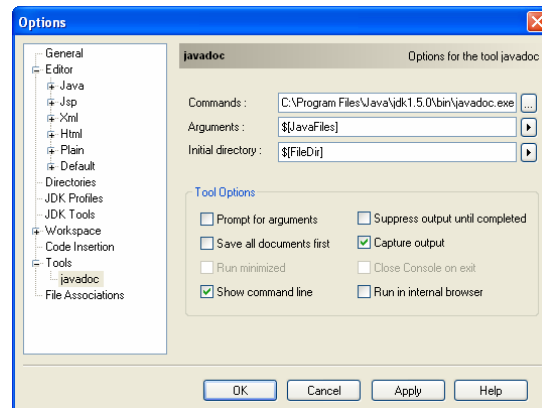 Options
General
Editor
Java
Jsp
Xml
Html
Plain
Default
Directories
JDK Profiles
JDK Tools
Workspace
Code Insertion
Tools
javadoc
File Associations
javadoc
Options for the tool javadoc
Commands : C:\Program Files\Java\jdk1.5.0\bin\javadoc.exe ...
Arguments : $[JavaFiles]
Initial directory : $[FileDir]
Tool Options
Prompt for arguments
Suppress output until completed
Save all documents first
Capture output
Run minimized
Close Console on exit
Show command line
Run in internal browser
OK Cancel Apply Help